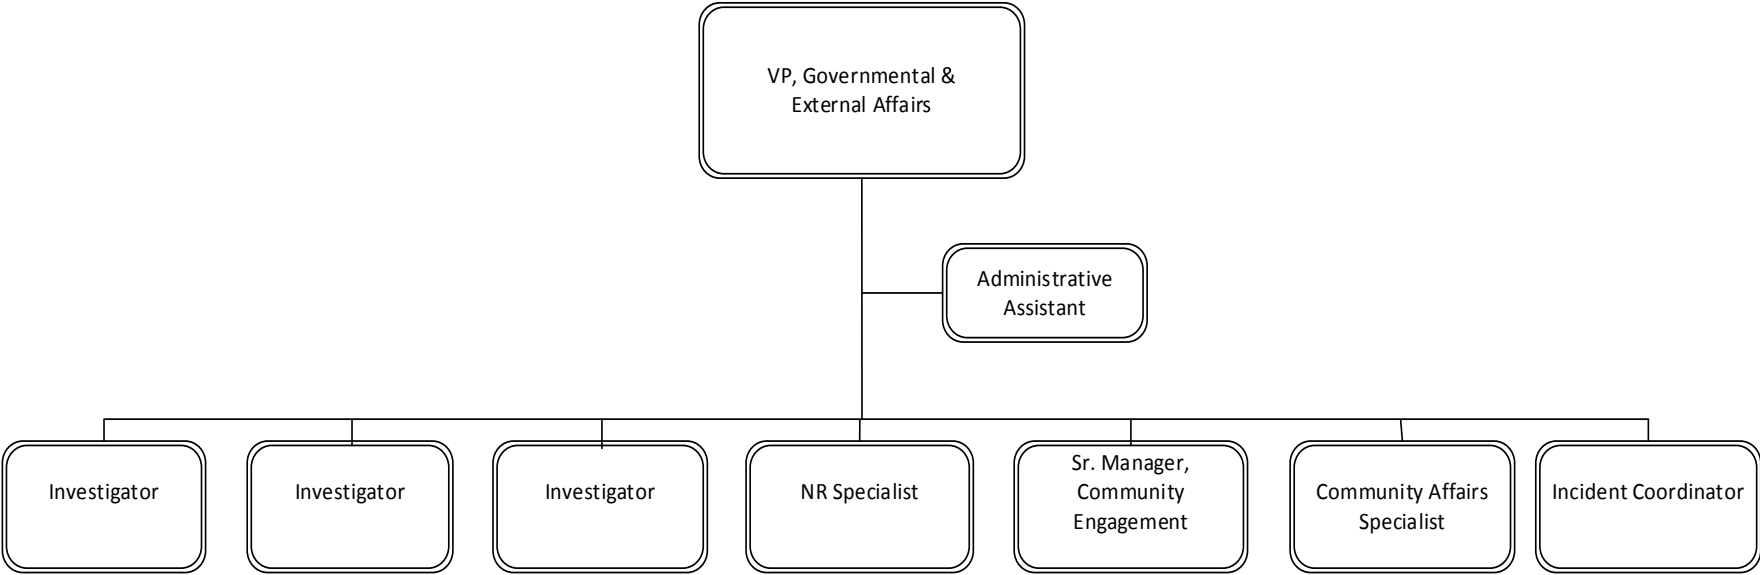 VP, Governmental &
External Affairs
Administrative
Assistant
Investigator
Investigator
Investigator
NR Specialist
Sr. Manager,
Community
Engagement
Community Affairs
Specialist
Incident Coordinator